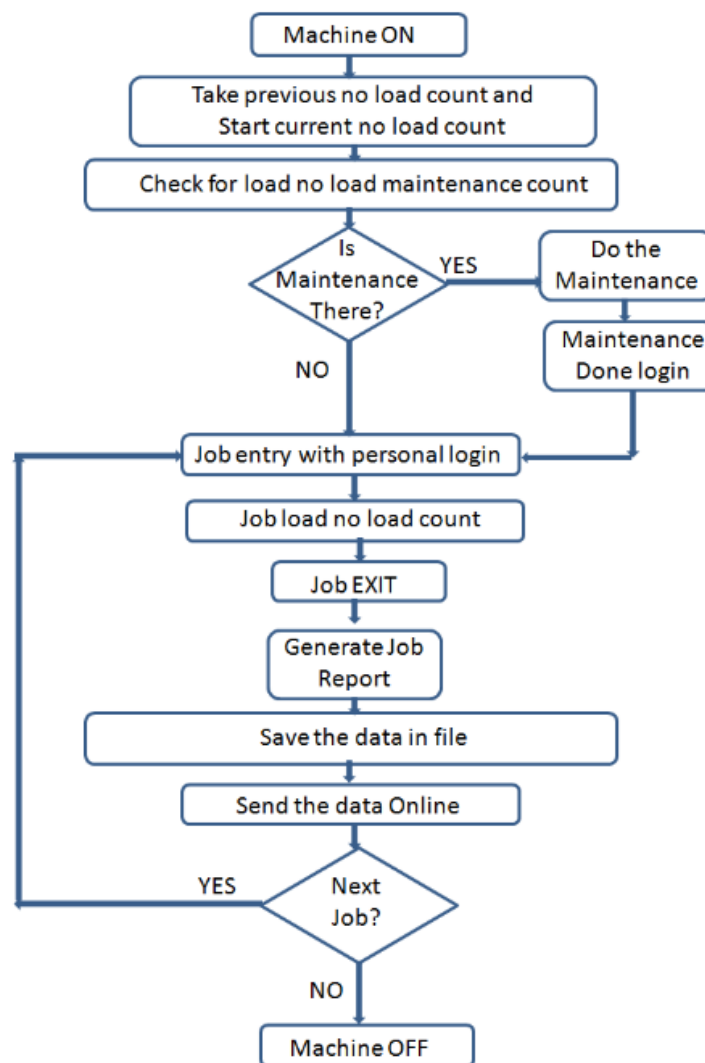 Machine ON
Take previous no load count and
Start current no load count
Check for load no load maintenance count
Is
Maintenance
There?
YES
Do the
Maintenance
Maintenance
Done login
NO
Job entry with personal login
Job load no load count
Job EXIT
Generate Job
Report
Save the data in file
Send the data Online
YES
Next
Job?
NO
Machine OFF